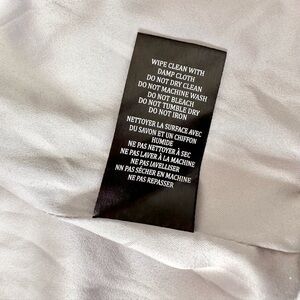 WIPE CLEAN WITH
DAMP CLOTH
DO NOT DRY CLEAN
DO NOT MACHINE WASH
DO NOT BLEACH
DO NOT TUMBLE DRY
DO NOT IRON
NETTOYER LA SURFACE AVEC
DU SAVON ET UN CHIFFON
HUMIDE
NE PAS NETTOYER À SEC
NE PAS LAVER À LA MACHINE
NE PAS JAVELLISER
NN PAS SÉCHER EN MACHINE
NE PAS REPASSER